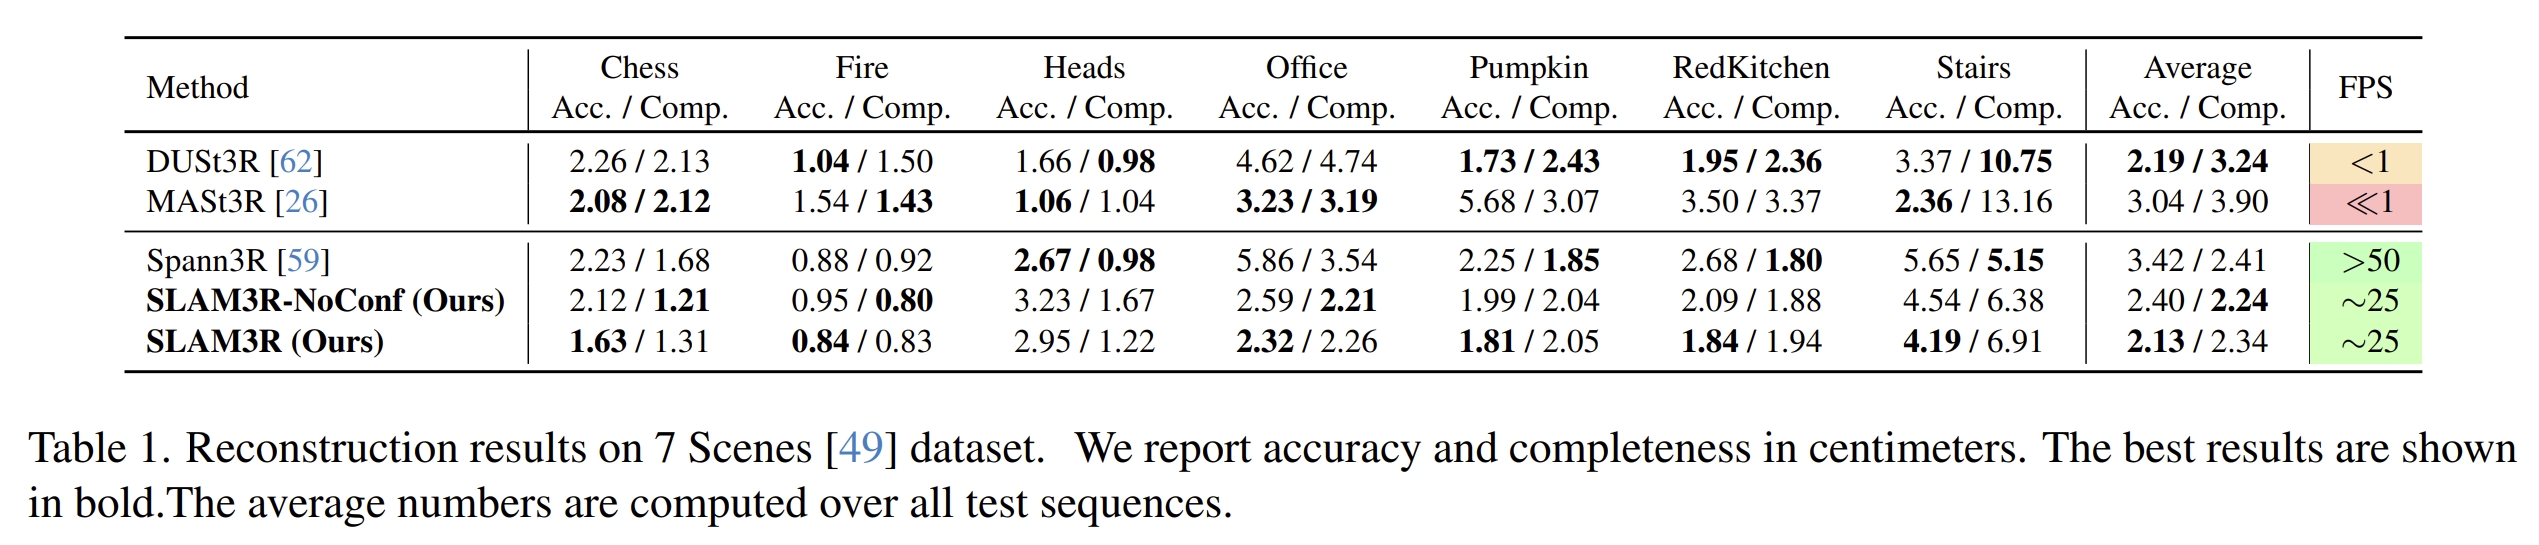 Method Chess Fire Heads Office Pumpkin RedKitchen Stairs Average FPS
Acc. / Comp. Acc. / Comp. Acc. / Comp. Acc. / Comp. Acc. / Comp. Acc. / Comp. Acc. / Comp. Acc. / Comp.
DUSt3R [62] 2.26 / 2.13 1.04 / 1.50 1.66 / 0.98 4.62 / 4.74 1.73 / 2.43 1.95 / 2.36 3.37 / 10.75 2.19 / 3.24 <1
MASt3R [26] 2.08 / 2.12 1.54 / 1.43 1.06 / 1.04 3.23 / 3.19 5.68 / 3.07 3.50 / 3.37 2.36 / 13.16 3.04 / 3.90 ≪1
Spann3R [59] 2.23 / 1.68 0.88 / 0.92 2.67 / 0.98 5.86 / 3.54 2.25 / 1.85 2.68 / 1.80 5.65 / 5.15 3.42 / 2.41 >50
SLAM3R-NoConf (Ours) 2.12 / 1.21 0.95 / 0.80 3.23 / 1.67 2.59 / 2.21 1.99 / 2.04 2.09 / 1.88 4.54 / 6.38 2.40 / 2.24 ∼25
SLAM3R (Ours) 1.63 / 1.31 0.84 / 0.83 2.95 / 1.22 2.32 / 2.26 1.81 / 2.05 1.84 / 1.94 4.19 / 6.91 2.13 / 2.34 ∼25
Table 1. Reconstruction results on 7 Scenes [49] dataset. We report accuracy and completeness in centimeters. The best results are shown
in bold.The average numbers are computed over all test sequences.